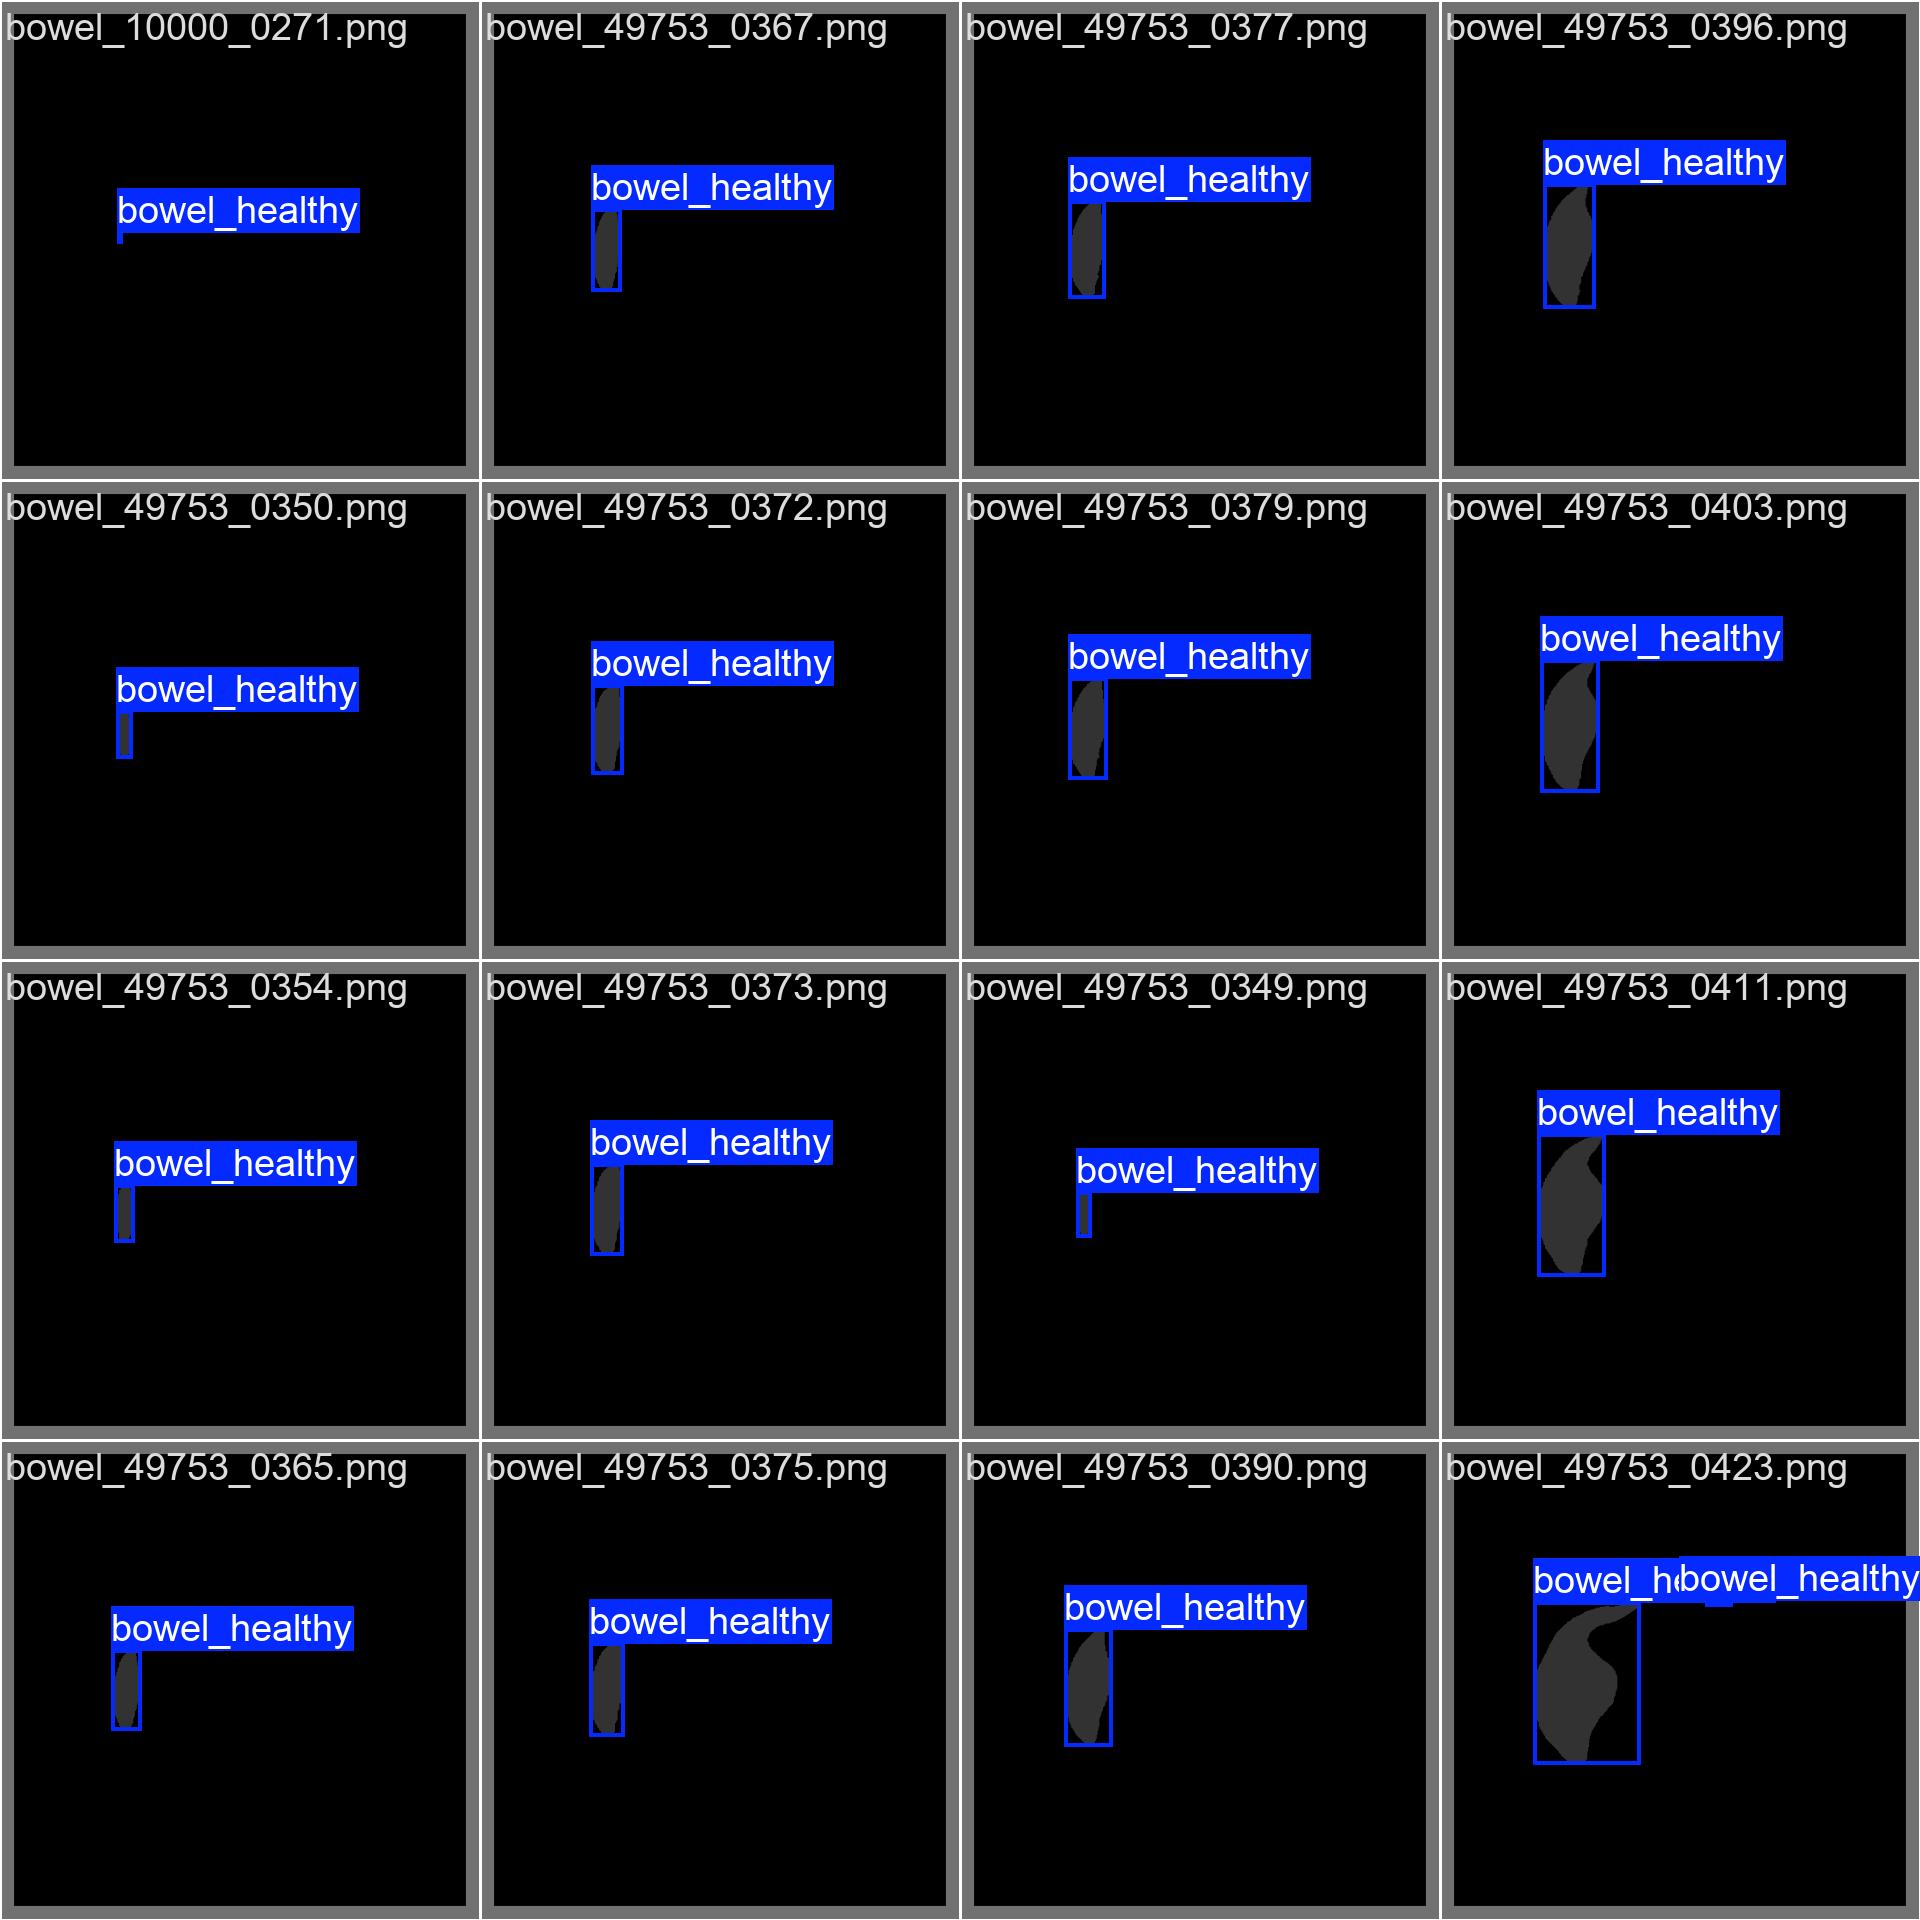 bowel_10000_0271.png
bowel_healthy
bowel_49753_0367.png
bowel_healthy
bowel_49753_0377.png
bowel_healthy
bowel_49753_0396.png
bowel_healthy
bowel_49753_0350.png
bowel_healthy
bowel_49753_0372.png
bowel_healthy
bowel_49753_0379.png
bowel_healthy
bowel_49753_0403.png
bowel_healthy
bowel_49753_0354.png
bowel_healthy
bowel_49753_0373.png
bowel_healthy
bowel_49753_0349.png
bowel_healthy
bowel_49753_0411.png
bowel_healthy
bowel_49753_0365.png
bowel_healthy
bowel_49753_0375.png
bowel_healthy
bowel_49753_0390.png
bowel_healthy
bowel_49753_0423.png
bowel_he
bowel_healthy